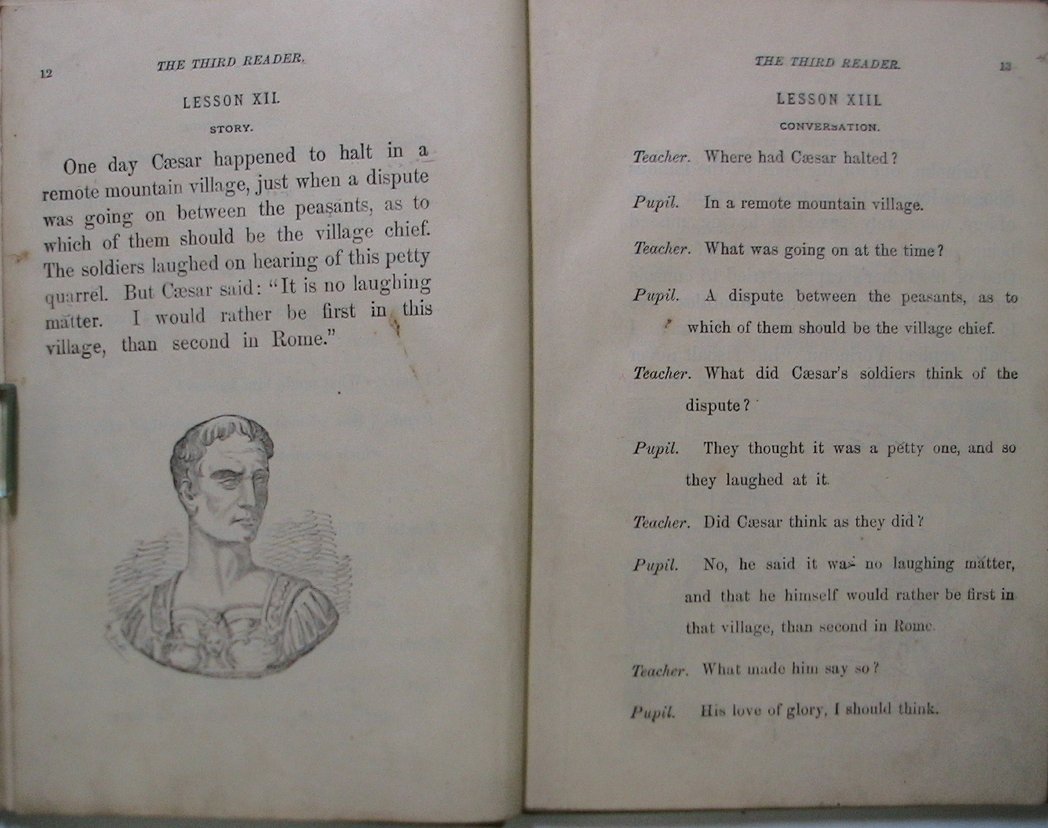 12
THE THIRD READER.
LESSON XII.
STORY.
One day Cæsar happened to halt in a
remote mountain village, just when a dispute
was going on between the peasants, as to
which of them should be the village chief.
The soldiers laughed on hearing of this petty
quarrel. But Cæsar said: “It is no laughing
matter. I would rather be first in this
village, than second in Rome.”
THE THIRD READER.
13
LESSON XIII
CONVERSATION.
Teacher. Where had Cæsar halted?
Pupil. In a remote mountain village.
Teacher. What was going on at the time?
Pupil. A dispute between the peasants, as to
which of them should be the village chief.
Teacher. What did Cæsar's soldiers think of the
dispute?
Pupil. They thought it was a petty one, and so
they laughed at it.
Teacher. Did Cæsar think as they did?
Pupil. No, he said it was no laughing matter,
and that he himself would rather be first in
that village, than second in Rome.
Teacher. What made him say so?
Pupil. His love of glory, I should think.